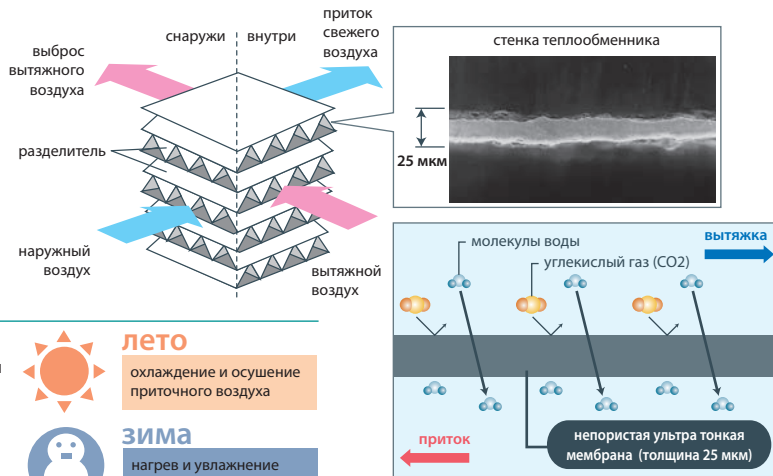 выброс
вытяжного
воздуха
снаружи
внутри
приток
свежего
воздуха
разделитель
наружный
воздух
вытяжной
воздух
стенка теплообменника
25 мкм
молекулы воды
углекислый газ (CO2)
вытяжка
приток
непористая ультра тонкая
мембрана (толщина 25 мкм)
лето
охлаждение и осушение
приточного воздуха
зима
нагрев и увлажнение